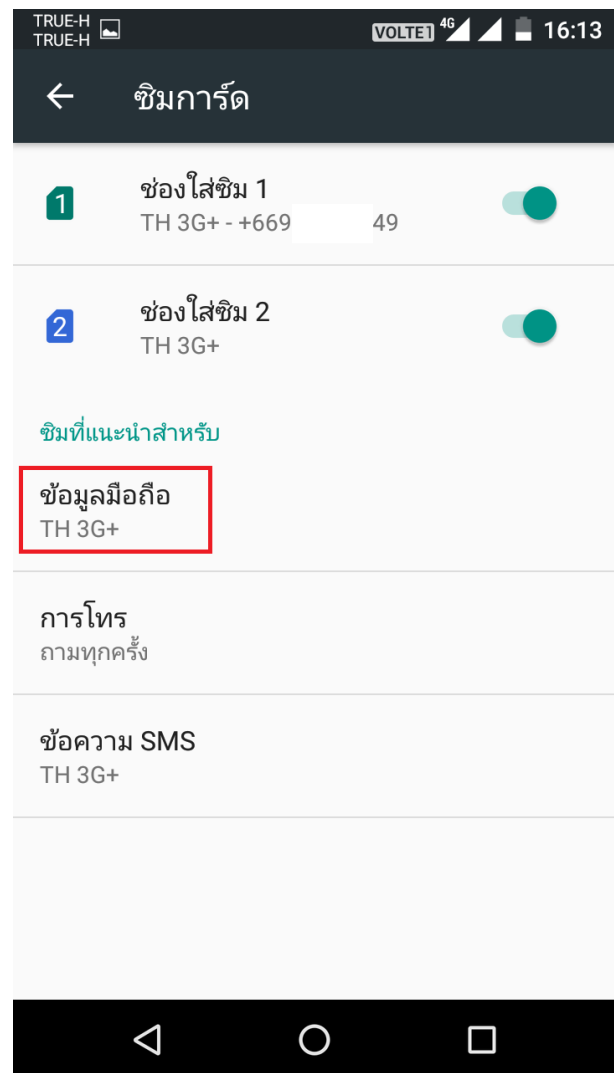 TRUE-H
TRUE-H
VOLTE1 4G 16:13
ซิมการ์ด
1
ช่องใส่ซิม 1
TH 3G+ - +669 49
2
ช่องใส่ซิม 2
TH 3G+
ซิมที่แนะนำสำหรับ
ข้อมูลมือถือ
TH 3G+
การโทร
ถามทุกครั้ง
ข้อความ SMS
TH 3G+